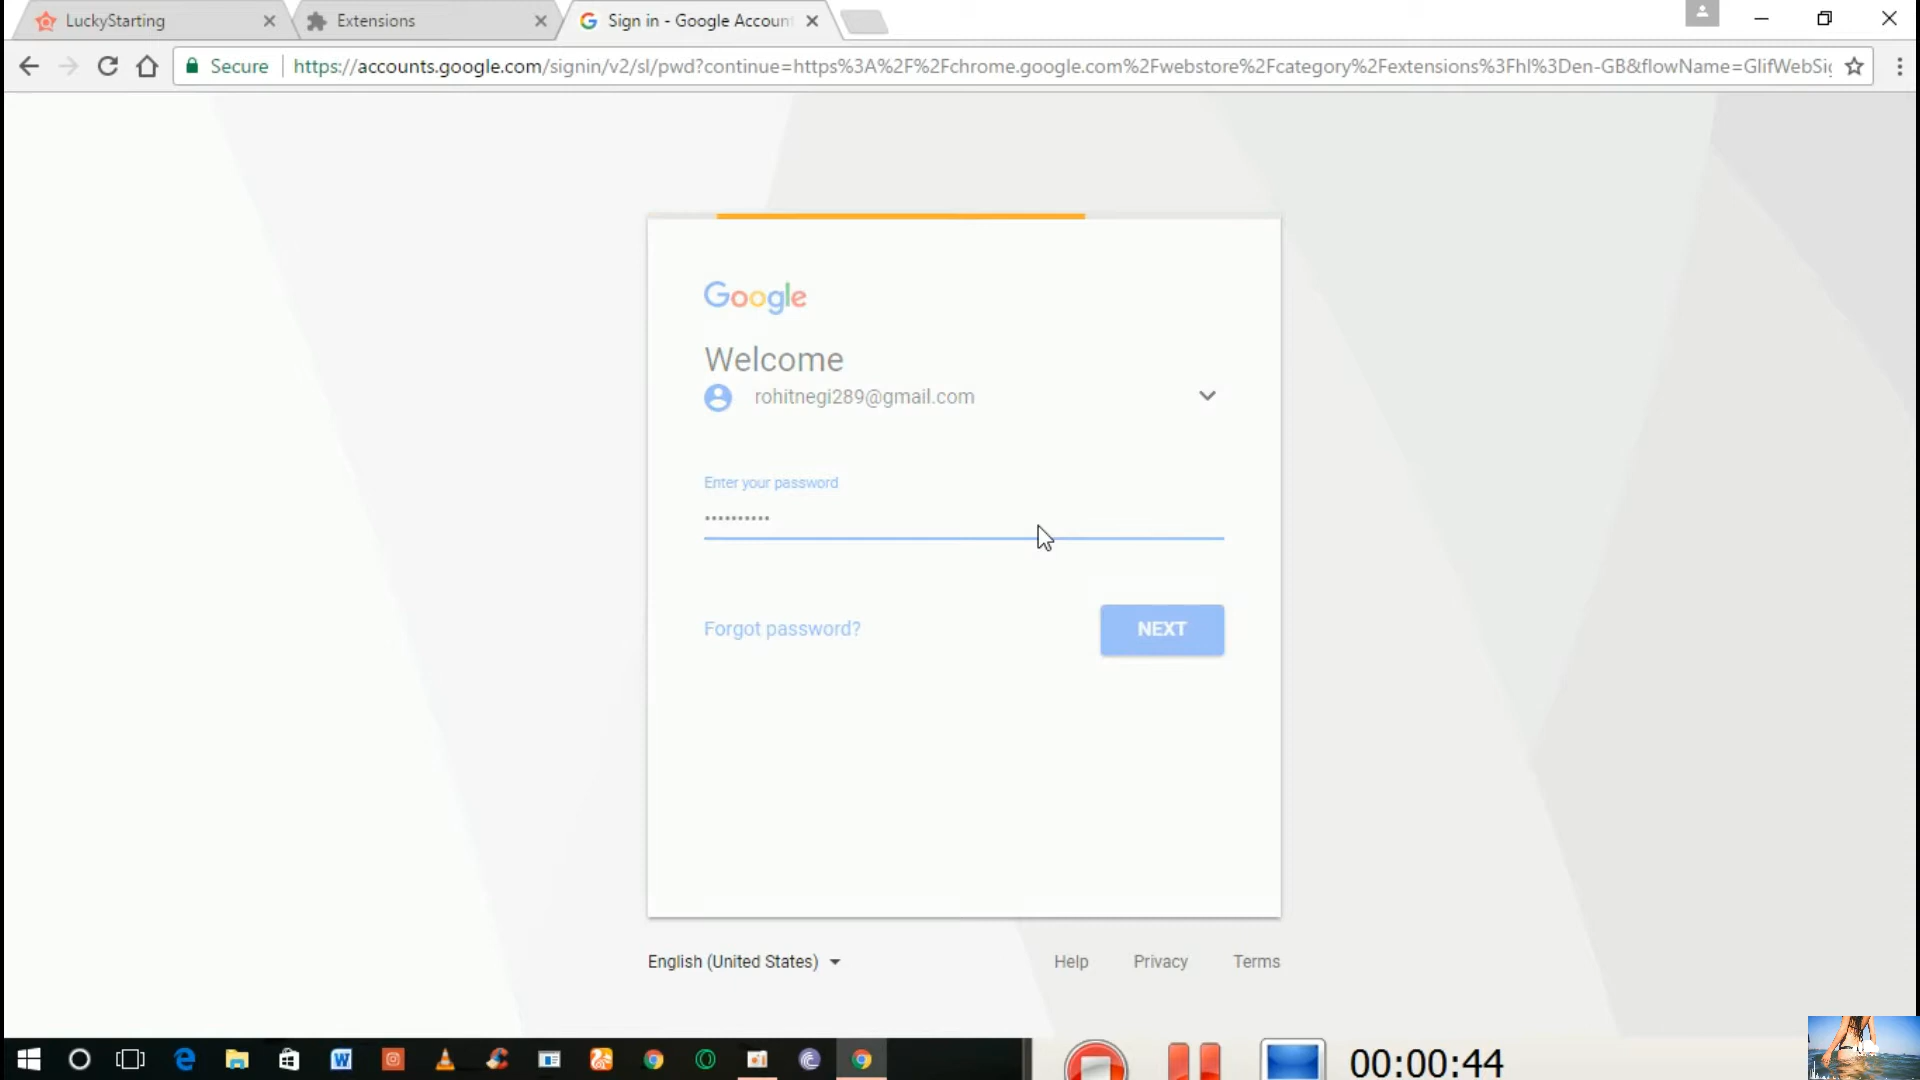 LuckyStarting
Extensions
Sign in - Google Accoun
Secure
https://accounts.google.com/signin/v2/sl/pwd?continue=https%3A%2F%2Fchrome.google.com%2Fwebstore%2Fcategory%2Fextensions%3Fhl%3Den-GB&flowName=GlifWebSi
Google
Welcome
rohitnegi289@gmail.com
Enter your password
Forgot password?
NEXT
English (United States)
Help
Privacy
Terms
00:00:44